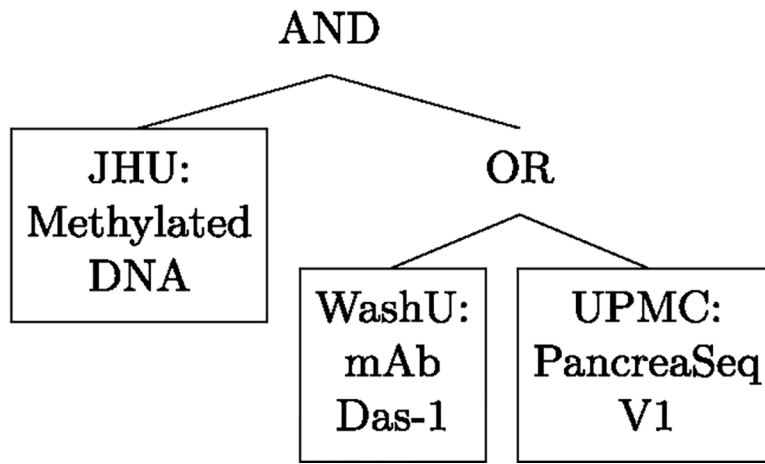 AND
JHU:
Methylated
DNA
OR
WashU:
mAb
Das-1
UPMC:
PancreaSeq
V1